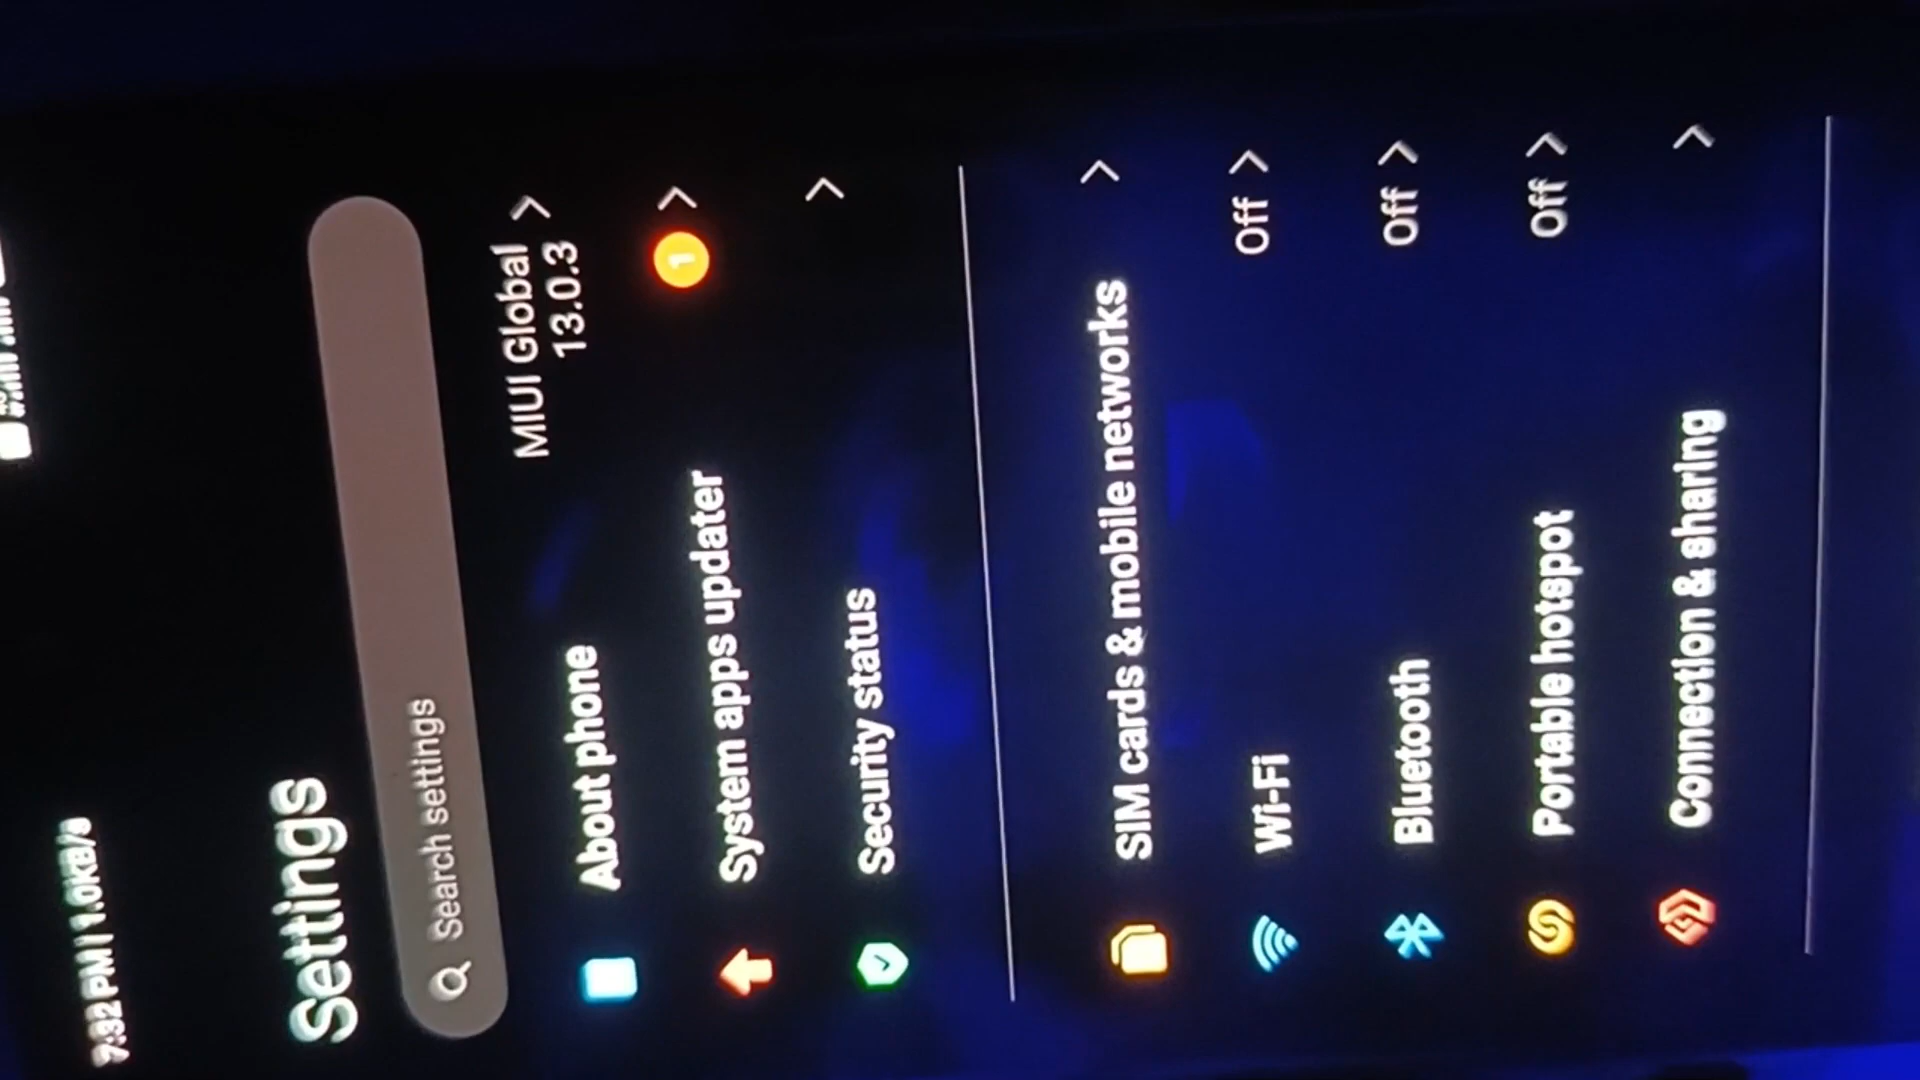 7:32 PM | 1.0KB/s
Settings
Search settings
About phone
MIUI Global
13.0.3
System apps updater
1
Security status
SIM cards & mobile networks
Wi-Fi
Off
Bluetooth
Off
Portable hotspot
Off
Connection & sharing